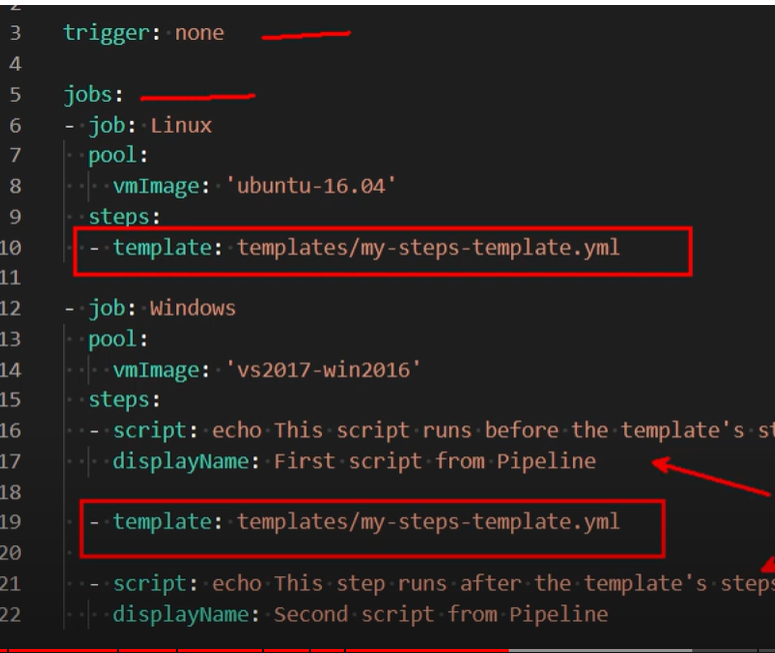 2
3 trigger: none
4
5 jobs:
6 - job: Linux
7 pool:
8 vmImage: 'ubuntu-16.04'
9 steps:
10 - template: templates/my-steps-template.yml
11
12 - job: Windows
13 pool:
14 vmImage: 'vs2017-win2016'
15 steps:
16 - script: echo This script runs before the template's st
17 displayName: First script from Pipeline
18
19 - template: templates/my-steps-template.yml
20
21 - script: echo This step runs after the template's steps
22 displayName: Second script from Pipeline